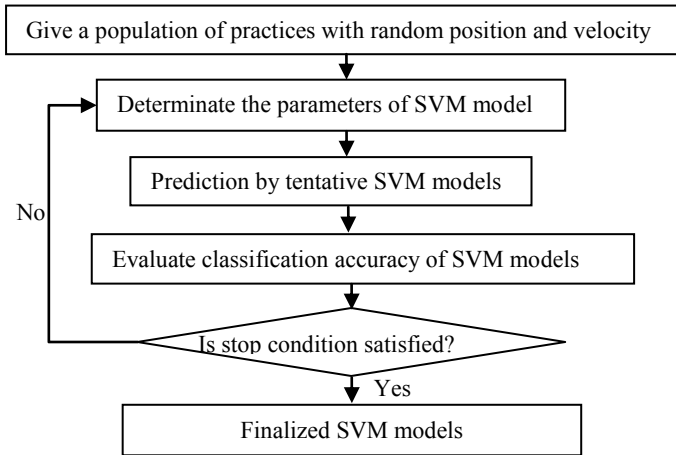 Give a population of practices with random position and velocity
Determinate the parameters of SVM model
Prediction by tentative SVM models
No
Evaluate classification accuracy of SVM models
Is stop condition satisfied?
Yes
Finalized SVM models